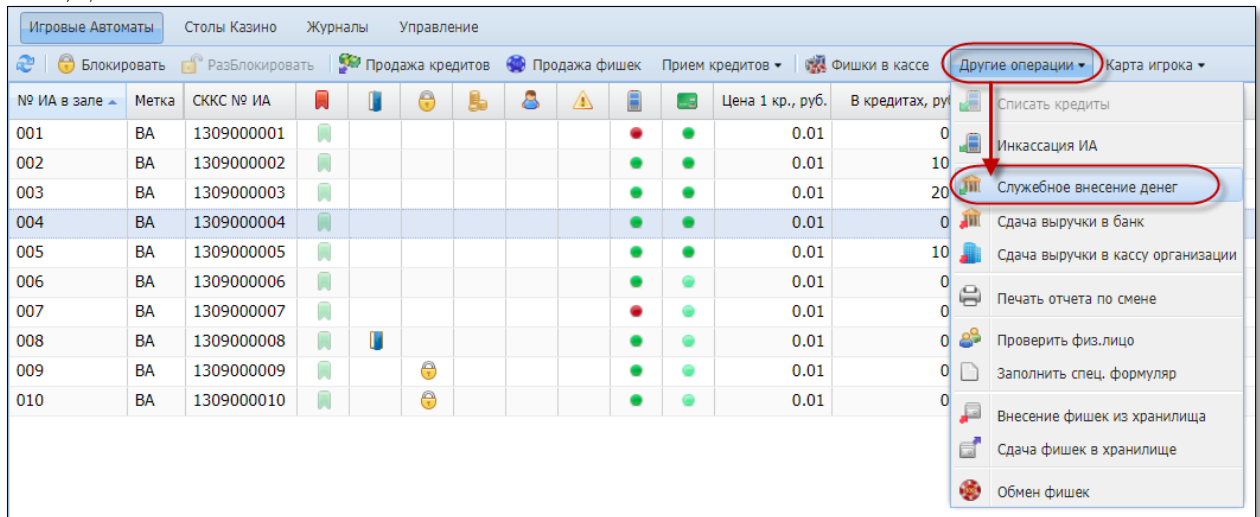 Игровые Автоматы Столы Казино Журналы Управление
Блокировать РазБлокировать Продажа кредитов Продажа фишек Прием кредитов Фишки в кассе Другие операции Карта игрока
№ ИА в зале Метка СККС № ИА Цена 1 кр., руб. В кредитах, ру
001 ВА 1309000001 0.01 0
002 ВА 1309000002 0.01 10
003 ВА 1309000003 0.01 20
004 ВА 1309000004 0.01 0
005 ВА 1309000005 0.01 10
006 ВА 1309000006 0.01 0
007 ВА 1309000007 0.01 0
008 ВА 1309000008 0.01 0
009 ВА 1309000009 0.01 0
010 ВА 1309000010 0.01 0
Списать кредиты
Инкассация ИА
Служебное внесение денег
Сдача выручки в банк
Сдача выручки в кассу организации
Печать отчета по смене
Проверить физ.лицо
Заполнить спец. формуляр
Внесение фишек из хранилища
Сдача фишек в хранилище
Обмен фишек